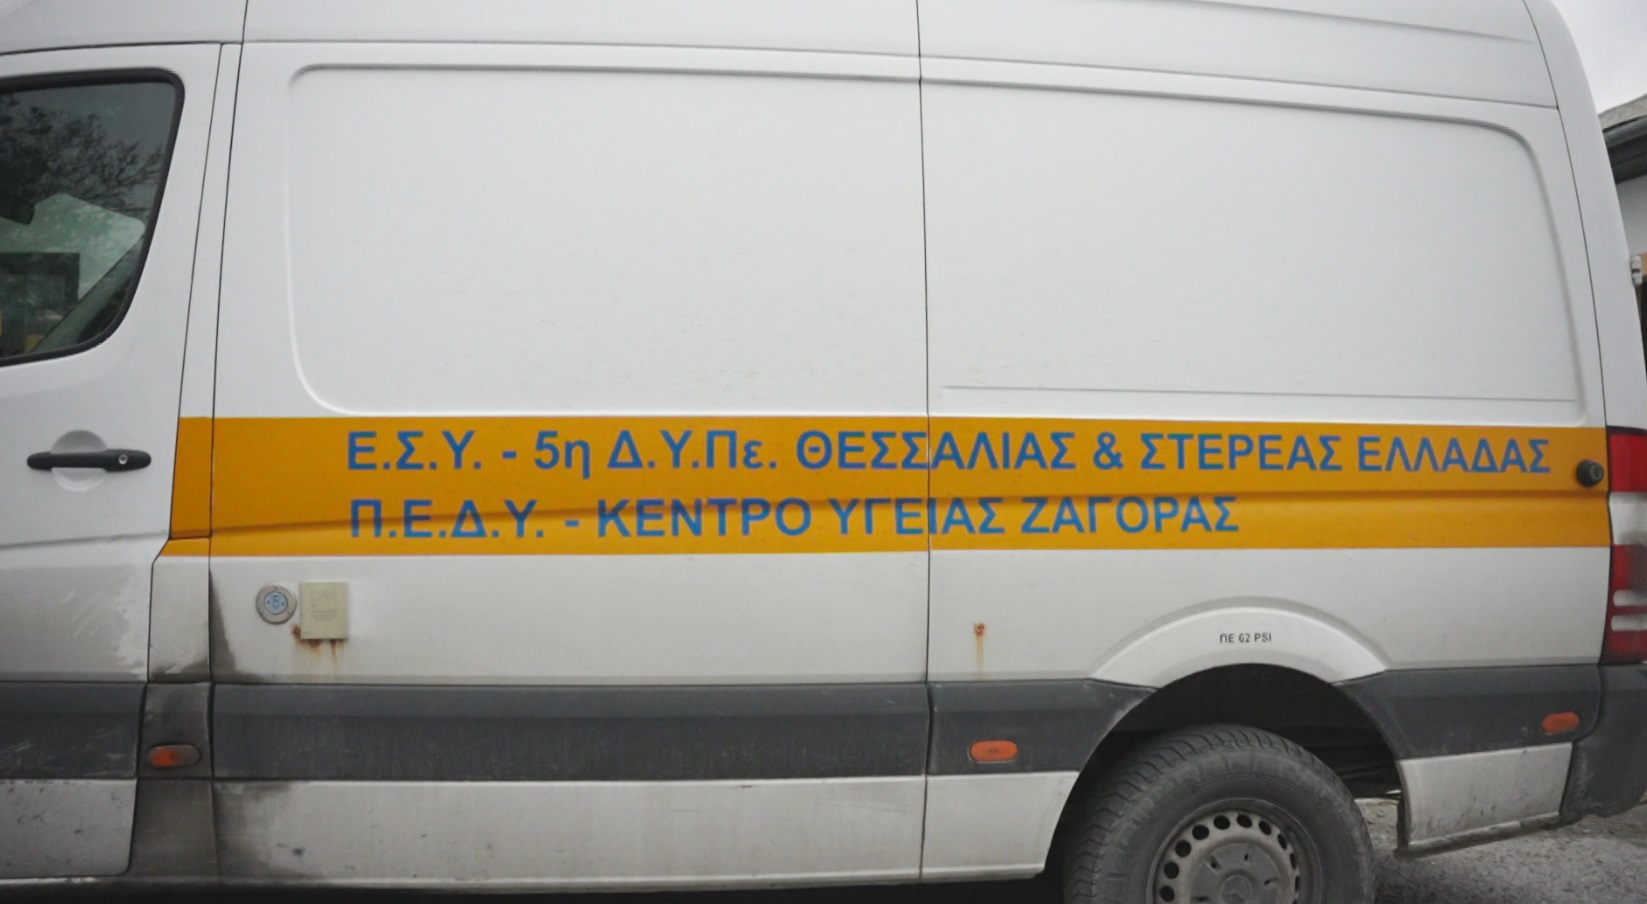 Ε.Σ.Υ. - 5η Δ.Υ.Πε. ΘΕΣΣΑΛΙΑΣ & ΣΤΕΡΕΑΣ ΕΛΛΑΔΑΣ
Π.Ε.Δ.Υ. - ΚΕΝΤΡΟ ΥΓΕΙΑΣ ΖΑΓΟΡΑΣ
ΠΕ 62 PSI